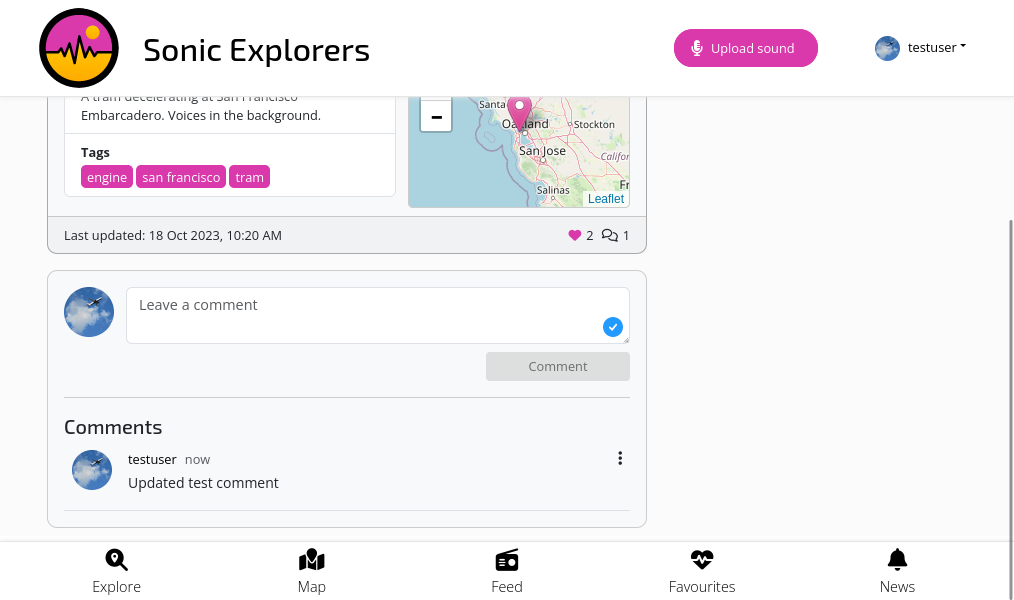 Sonic Explorers
Upload sound
testuser
A tram decelerating at San Francisco
Embarcadero. Voices in the background.
Tags
engine san francisco tram
−
Santa
Oakland
Stockton
San Jose
Califor
Salinas
Fr
Leaflet
Last updated: 18 Oct 2023, 10:20 AM
2 1
Leave a comment
Comment
Comments
testuser now
Updated test comment
Explore Map Feed Favourites News